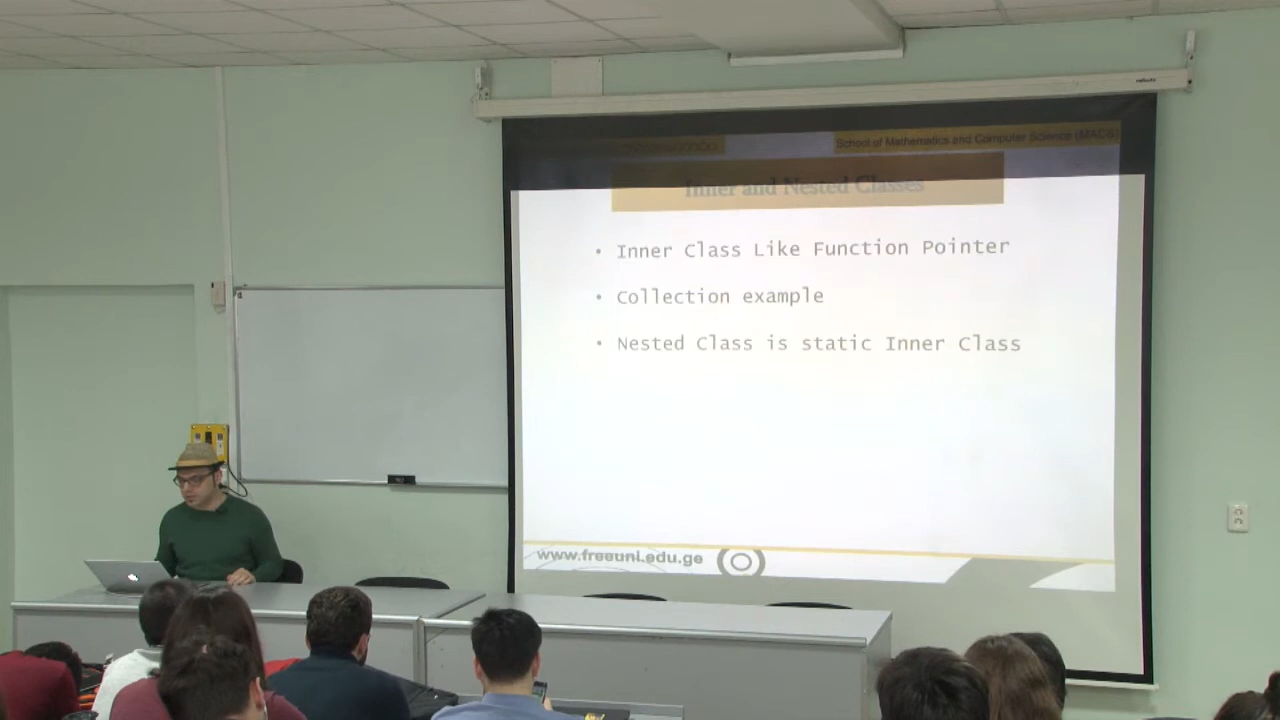 School of Mathematics and Computer Science (MACS)
Inner and Nested Classes
• Inner Class Like Function Pointer
• Collection example
• Nested Class is static Inner Class
www.freeuni.edu.ge